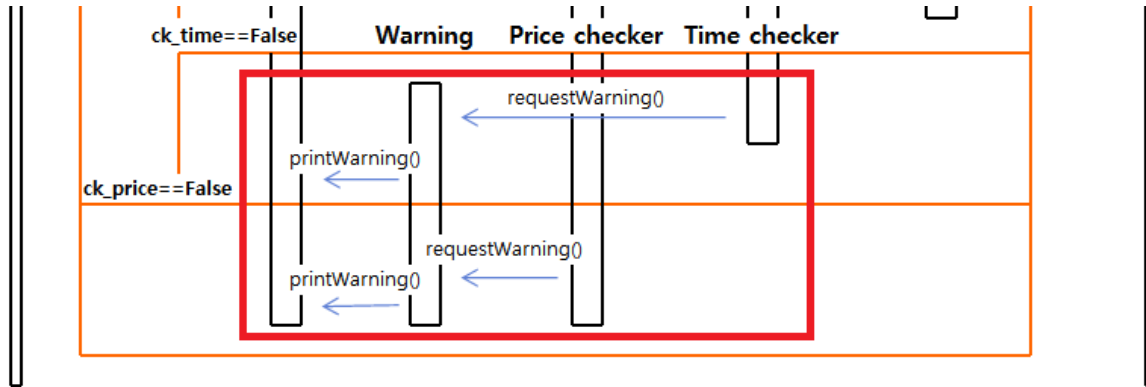 ck_time==False
Warning
Price checker
Time checker
requestWarning()
printWarning()
ck_price==False
requestWarning()
printWarning()